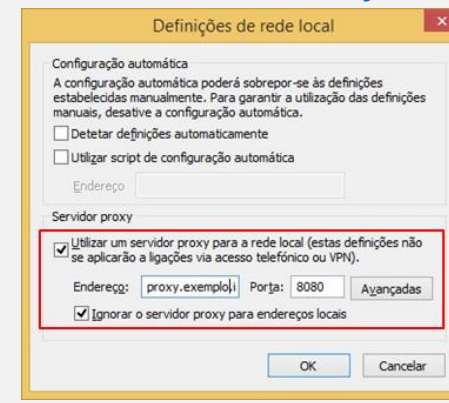 Definições de rede local
Configuração automática
A configuração automática poderá sobrepor-se às definições
estabelecidas manualmente. Para garantir a utilização das definições
manuais, desative a configuração automática.
Detetar definições automaticamente
Utilizar script de configuração automática
Endereço
Servidor proxy
Utilizar um servidor proxy para a rede local (estas definições não
se aplicarão a ligações via acesso telefónico ou VPN).
Endereço: proxy.exemplo.i Porta: 8080 Avançadas
Ignorar o servidor proxy para endereços locais
OK Cancelar